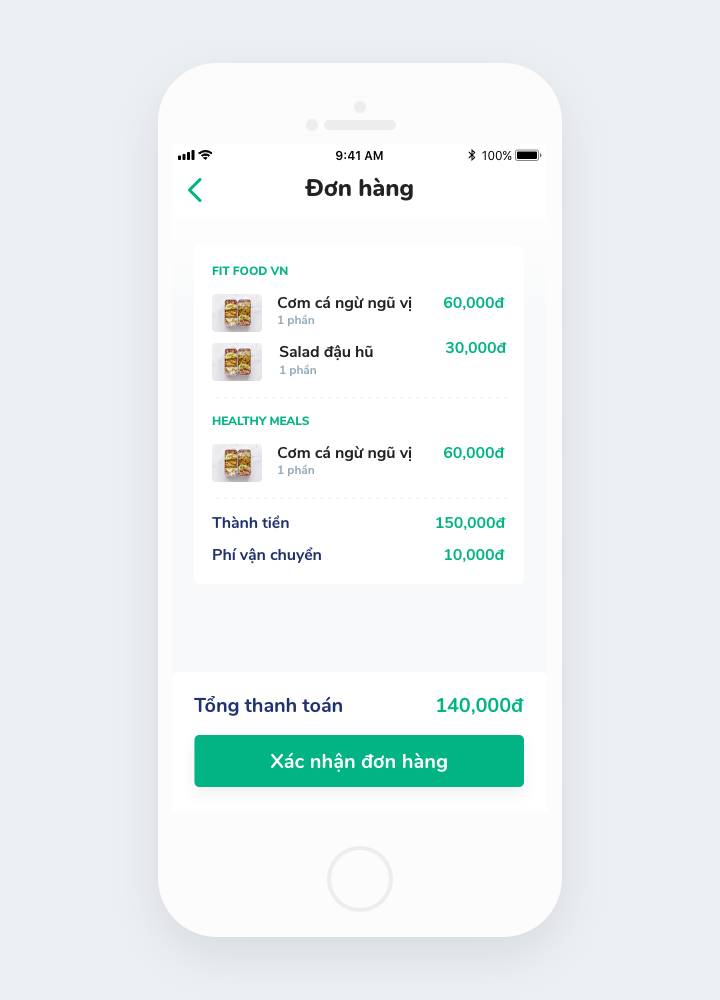 9:41 AM 100%
Đơn hàng
FIT FOOD VN
Cơm cá ngừ ngũ vị 60,000đ
1 phần
Salad đậu hũ 30,000đ
1 phần
HEALTHY MEALS
Cơm cá ngừ ngũ vị 60,000đ
1 phần
Thành tiền 150,000đ
Phí vận chuyển 10,000đ
Tổng thanh toán 140,000đ
Xác nhận đơn hàng